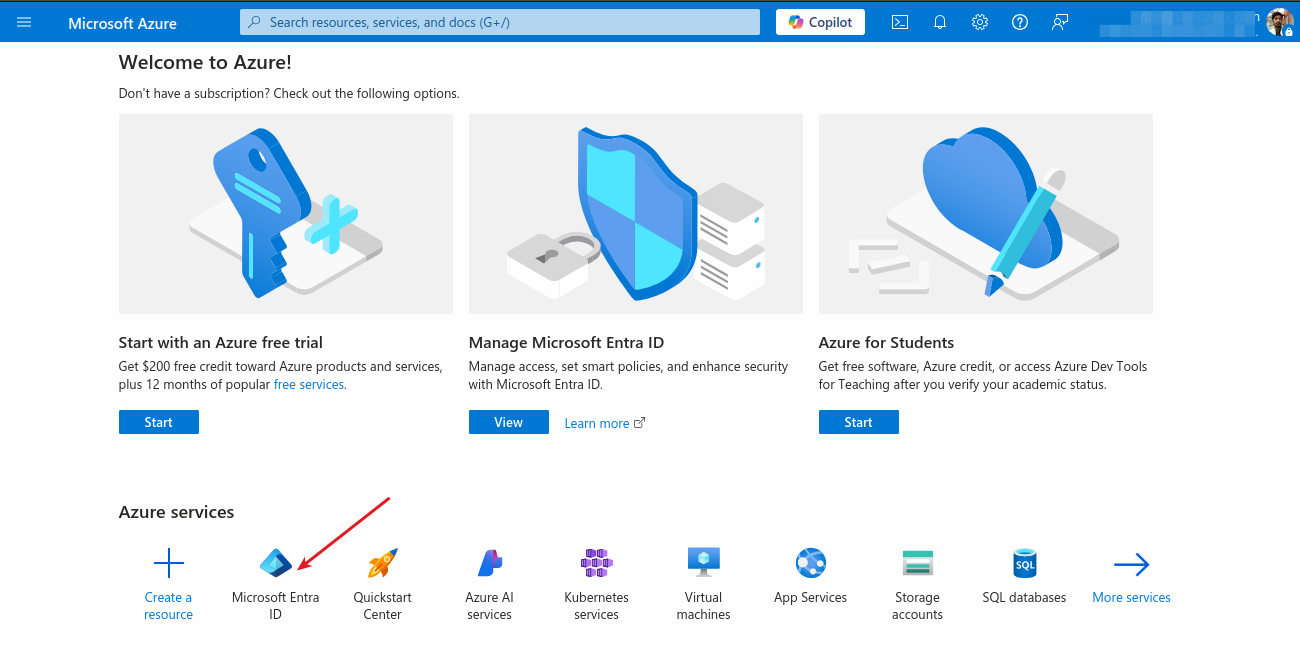 Microsoft Azure
Search resources, services, and docs (G+/)
Copilot
Welcome to Azure!
Don't have a subscription? Check out the following options.
Start with an Azure free trial
Get $200 free credit toward Azure products and services,
plus 12 months of popular free services.
Start
Manage Microsoft Entra ID
Manage access, set smart policies, and enhance security
with Microsoft Entra ID.
View
Learn more
Azure for Students
Get free software, Azure credit, or access Azure Dev Tools
for Teaching after you verify your academic status.
Start
Azure services
Create a
resource
Microsoft Entra
ID
Quickstart
Center
Azure AI
services
Kubernetes
services
Virtual
machines
App Services
Storage
accounts
SQL
SQL databases
More services